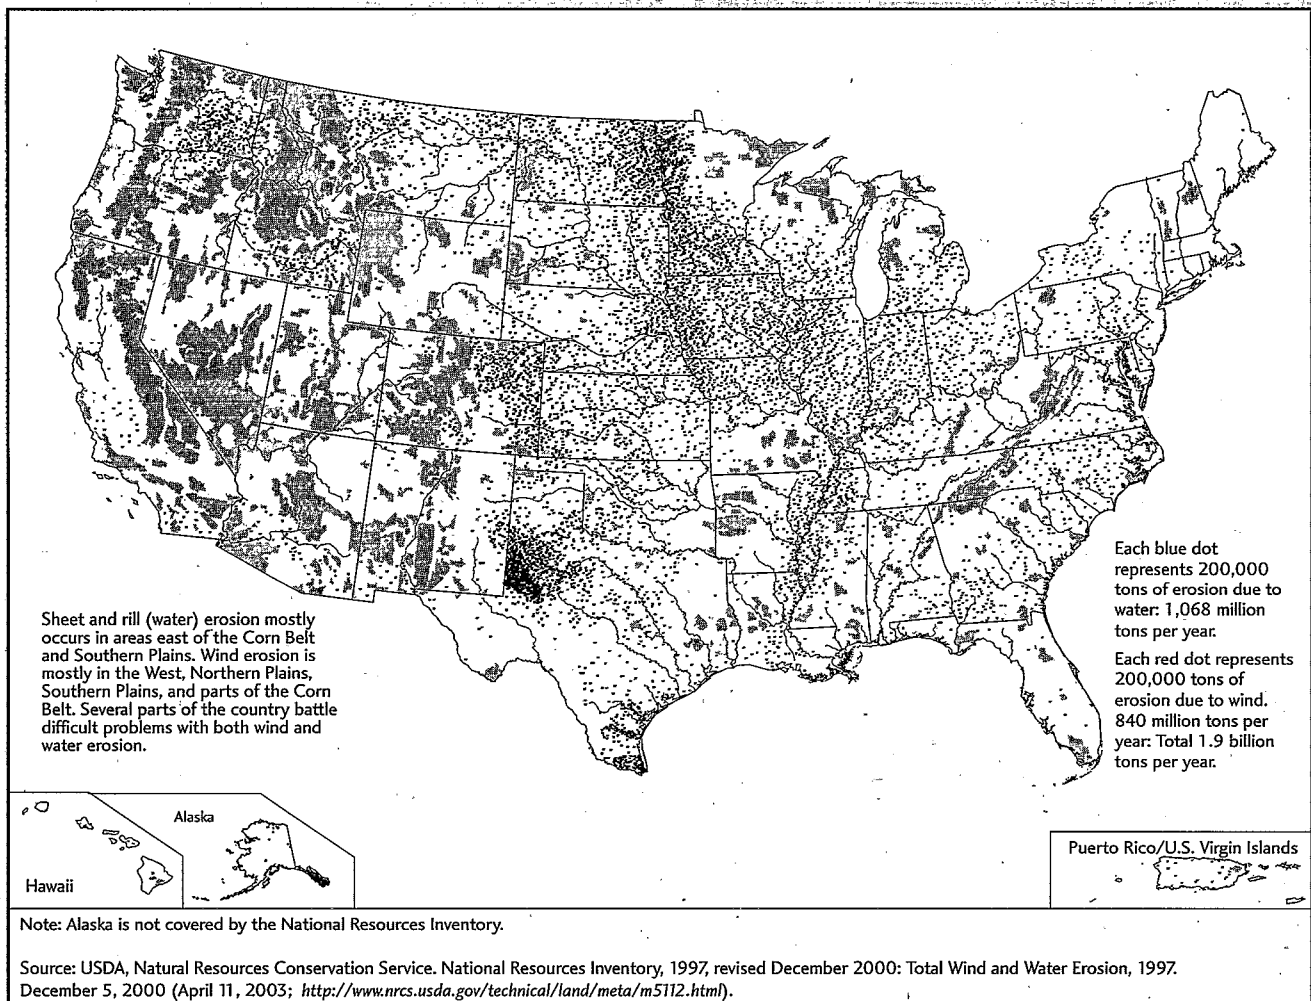 Each blue dot
represents 200,000
tons of erosion due to
water: 1,068 million
tons per year.
Each red dot represents
200,000 tons of
erosion due to wind.
840 million tons per
year: Total 1.9 billion
tons per year.
Sheet and rill (water) erosion mostly
occurs in areas east of the Corn Belt
and Southern Plains. Wind erosion is
mostly in the West, Northern Plains,
Southern Plains, and parts of the Corn
Belt. Several parts of the country battle
difficult problems with both wind and
water erosion.
Alaska
Hawaii
Puerto Rico/U.S. Virgin Islands
Note: Alaska is not covered by the National Resources Inventory.
Source: USDA, Natural Resources Conservation Service. National Resources Inventory, 1997, revised December 2000: Total Wind and Water Erosion, 1997.
December 5, 2000 (April 11, 2003; http://www.nrcs.usda.gov/technical/land/meta/m5112.html).